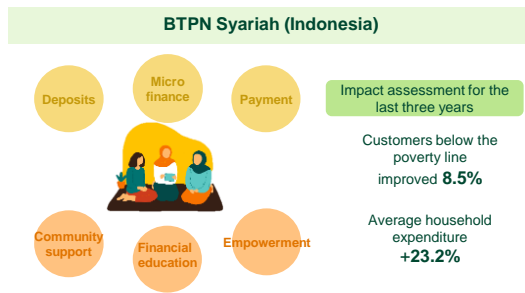 BTPN Syariah (Indonesia)
Deposits
Micro
finance
Payment
Community
support
Financial
education
Empowerment
Impact assessment for the
last three years
Customers below the
poverty line
improved 8.5%
Average household
expenditure
+23.2%